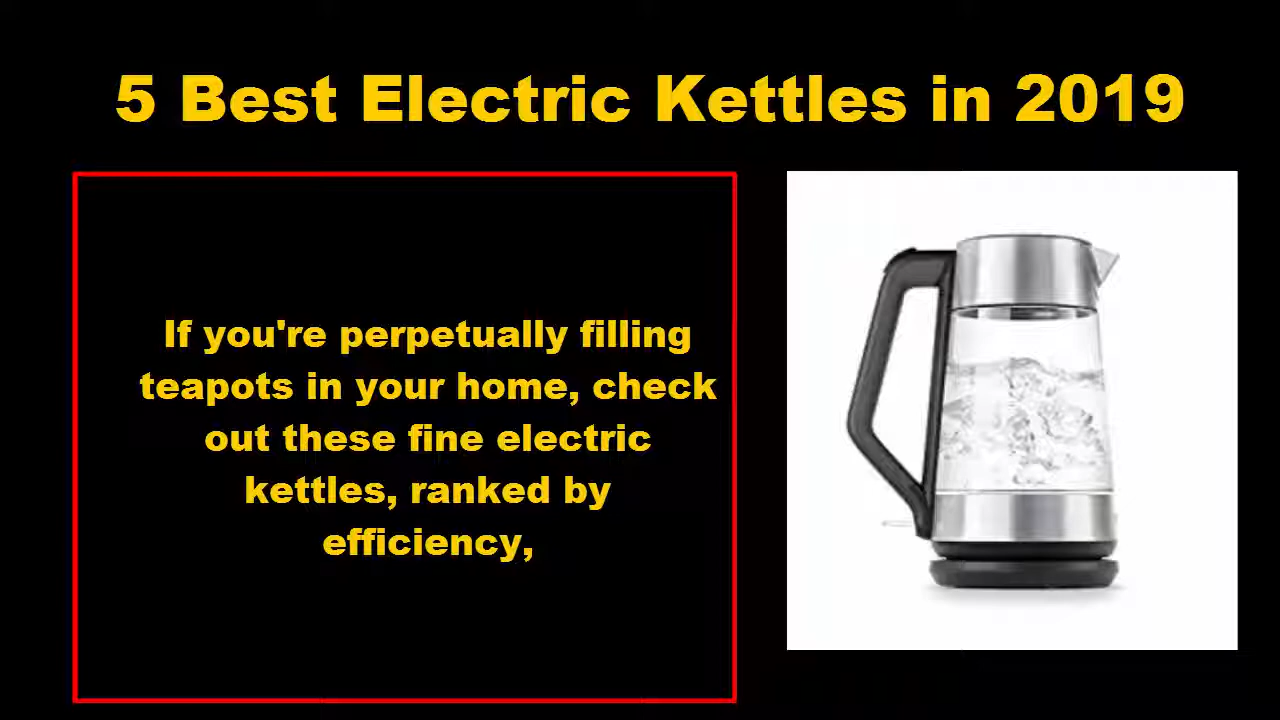 5 Best Electric Kettles in 2019
If you're perpetually filling
teapots in your home, check
out these fine electric
kettles, ranked by
efficiency,